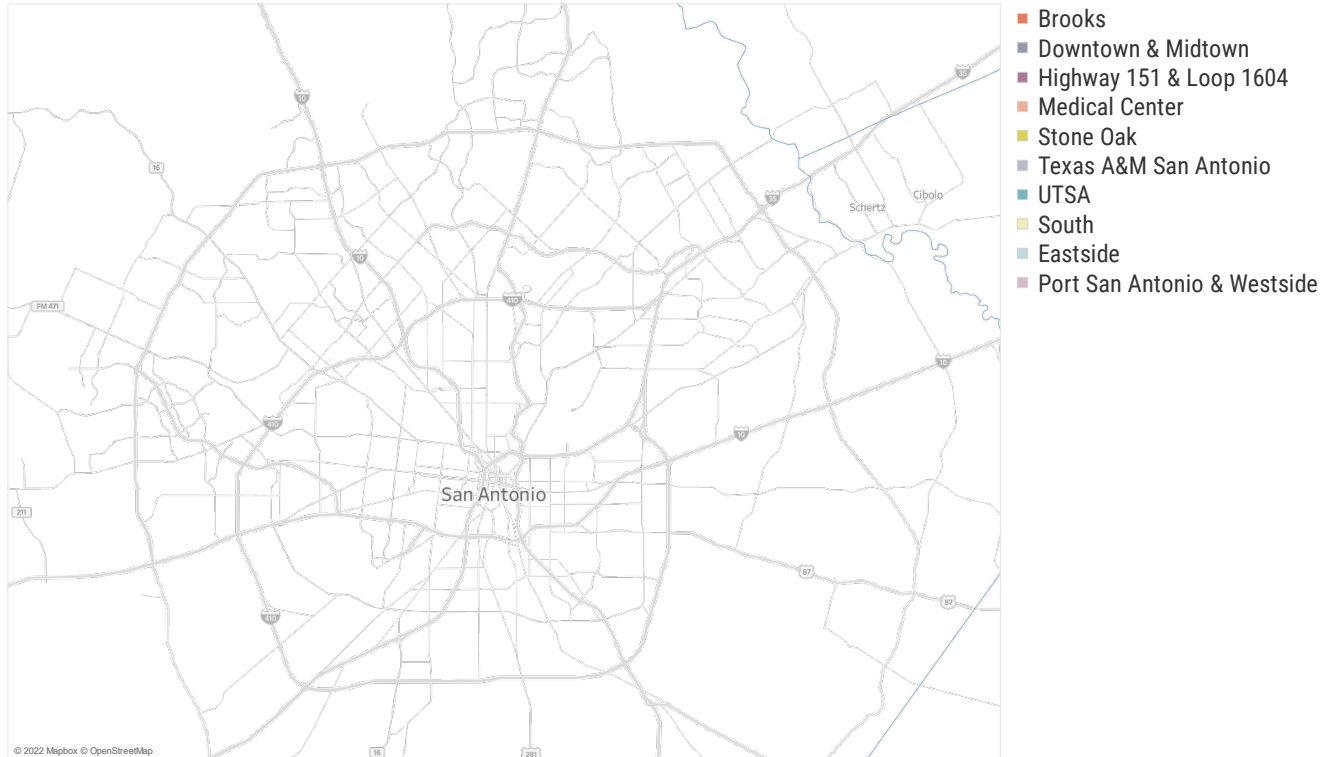 10
35
16
35
Cibolo
Schertz
10
410
FM 471
10
410
10
San Antonio
211
87
87
410
16
281
© 2022 Mapbox © OpenStreetMap
Brooks
Downtown & Midtown
Highway 151 & Loop 1604
Medical Center
Stone Oak
Texas A&M San Antonio
UTSA
South
Eastside
Port San Antonio & Westside